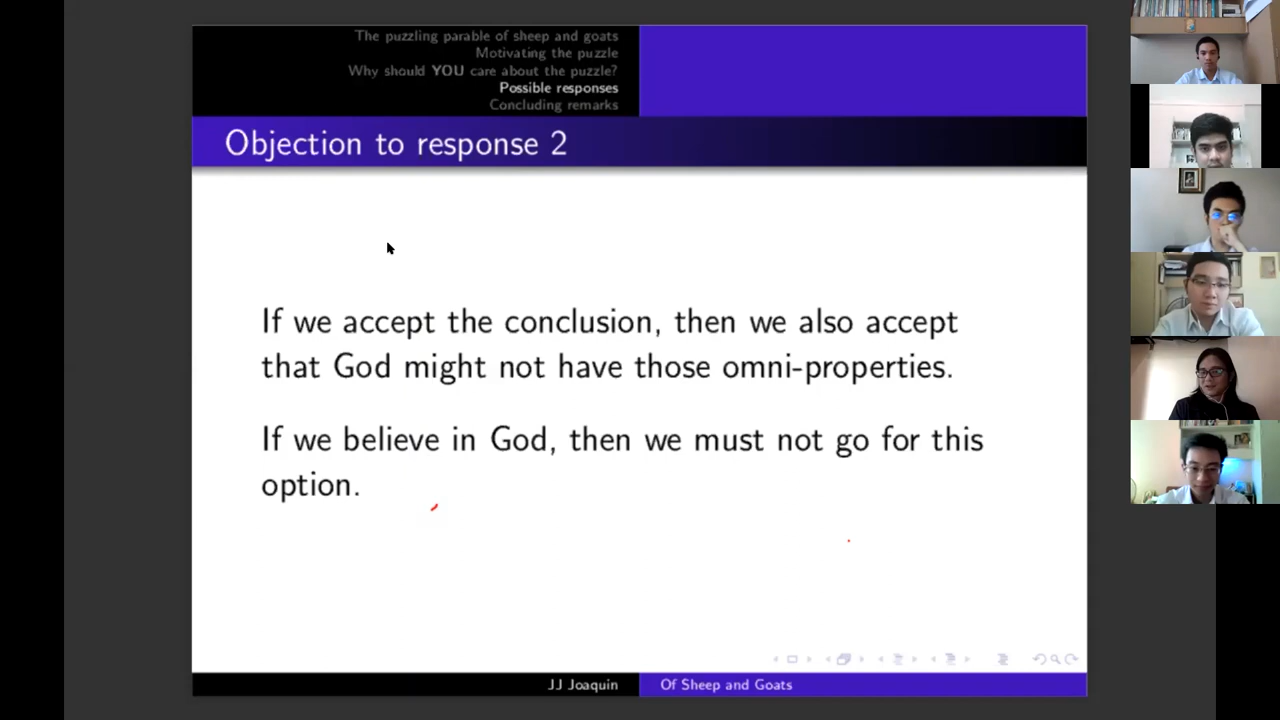 The puzzling parable of sheep and goats
Motivating the puzzle
Why should YOU care about the puzzle?
Possible responses
Concluding remarks
Objection to response 2
If we accept the conclusion, then we also accept
that God might not have those omni-properties.
If we believe in God, then we must not go for this
option.
JJ Joaquin
Of Sheep and Goats